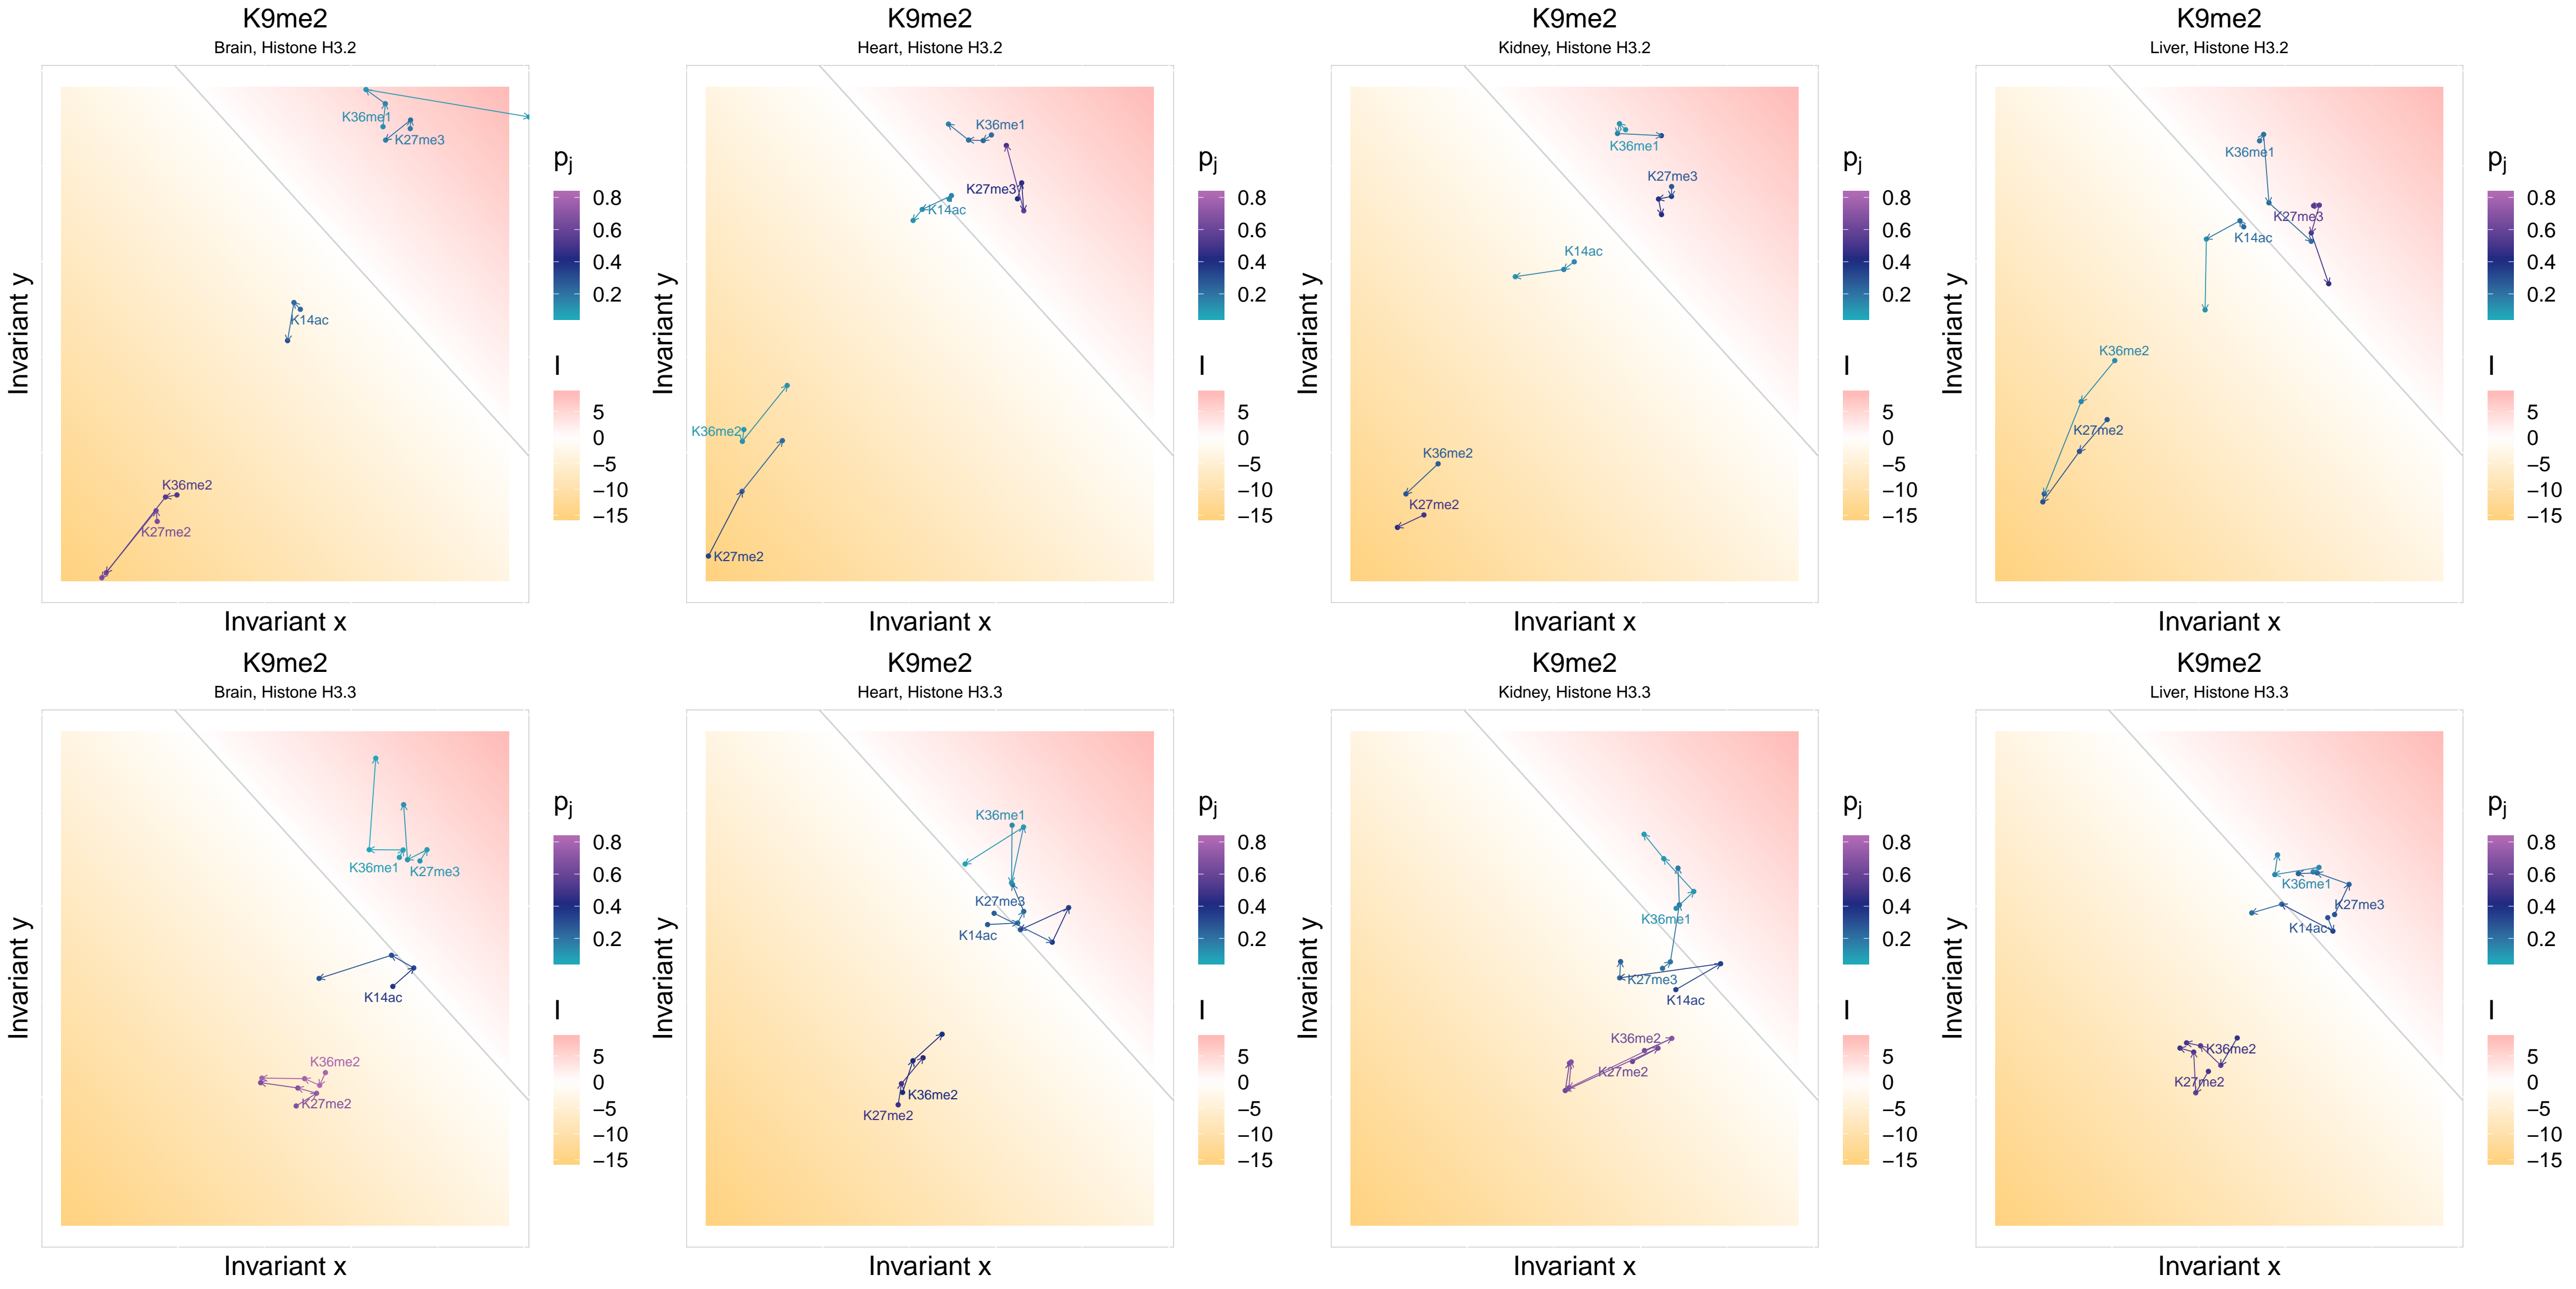 K9me2
Brain, Histone H3.2
Invariant y
Invariant x
K36me1
K27me3
K14ac
K36me2
K27me2
pj
0.8
0.6
0.4
0.2
I
5
0
−5
−10
−15
K9me2
Heart, Histone H3.2
Invariant y
Invariant x
K36me1
K27me3
K14ac
K36me2
K27me2
pj
0.8
0.6
0.4
0.2
I
5
0
−5
−10
−15
K9me2
Kidney, Histone H3.2
Invariant y
Invariant x
K36me1
K27me3
K14ac
K36me2
K27me2
pj
0.8
0.6
0.4
0.2
I
5
0
−5
−10
−15
K9me2
Liver, Histone H3.2
Invariant y
Invariant x
K36me1
K27me3
K14ac
K36me2
K27me2
pj
0.8
0.6
0.4
0.2
I
5
0
−5
−10
−15
K9me2
Brain, Histone H3.3
Invariant y
Invariant x
K36me1
K27me3
K14ac
K36me2
K27me2
pj
0.8
0.6
0.4
0.2
I
5
0
−5
−10
−15
K9me2
Heart, Histone H3.3
Invariant y
Invariant x
K36me1
K27me3
K14ac
K36me2
K27me2
pj
0.8
0.6
0.4
0.2
I
5
0
−5
−10
−15
K9me2
Kidney, Histone H3.3
Invariant y
Invariant x
K36me1
K27me3
K14ac
K36me2
K27me2
pj
0.8
0.6
0.4
0.2
I
5
0
−5
−10
−15
K9me2
Liver, Histone H3.3
Invariant y
Invariant x
K36me1
K27me3
K14ac
K36me2
K27me2
pj
0.8
0.6
0.4
0.2
I
5
0
−5
−10
−15